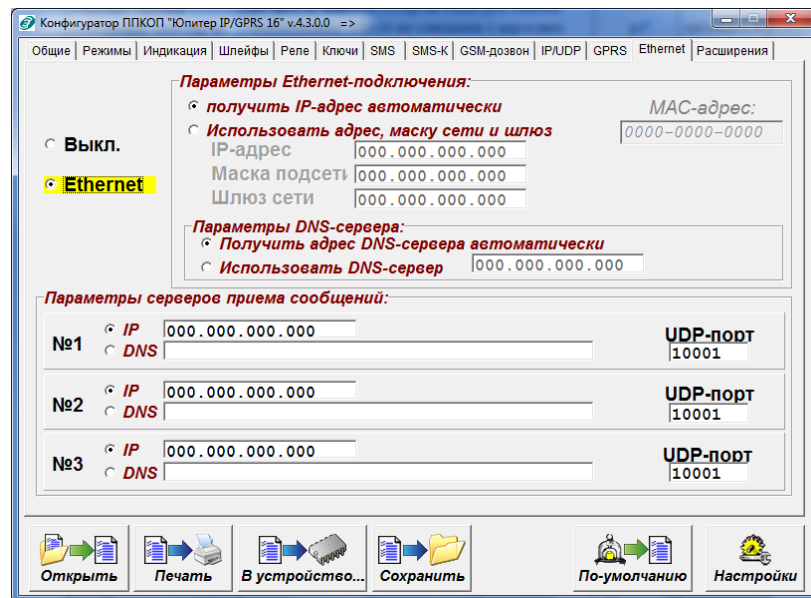 Конфигуратор ППКОП "Юпитер IP/GPRS 16" v.4.3.0.0 =>
Общие Режимы Индикация Шлейфы Реле Ключи SMS SMS-K GSM-дозвон IP/UDP GPRS Ethernet Расширения
Параметры Ethernet-подключения:
получить IP-адрес автоматически
MAC-адрес:
Использовать адрес, маску сети и шлюз
0000-0000-0000
Выкл.
IP-адрес 000.000.000.000
Маска подсети 000.000.000.000
Ethernet
Шлюз сети 000.000.000.000
Параметры DNS-сервера:
Получить адрес DNS-сервера автоматически
Использовать DNS-сервер 000.000.000.000
Параметры серверов приема сообщений:
№1 IP 000.000.000.000 UDP-порт
DNS 10001
№2 IP 000.000.000.000 UDP-порт
DNS 10001
№3 IP 000.000.000.000 UDP-порт
DNS 10001
Открыть Печать В устройство... Сохранить По-умолчанию Настройки